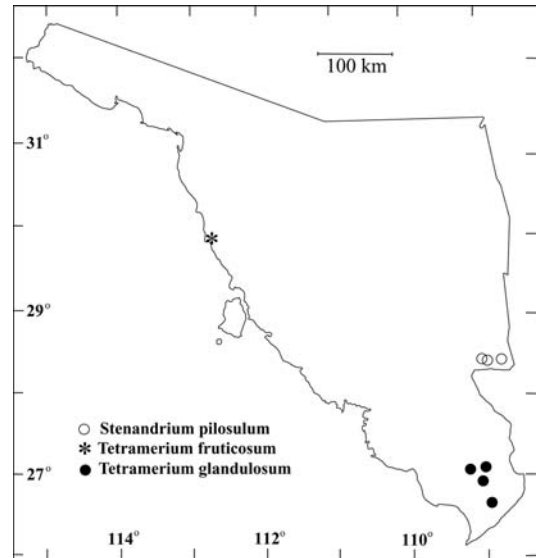 100 km
31°
29°
○ Stenandrium pilosulum
* Tetramerium fruticosum
● Tetramerium glandulosum
27°
114°
112°
110°